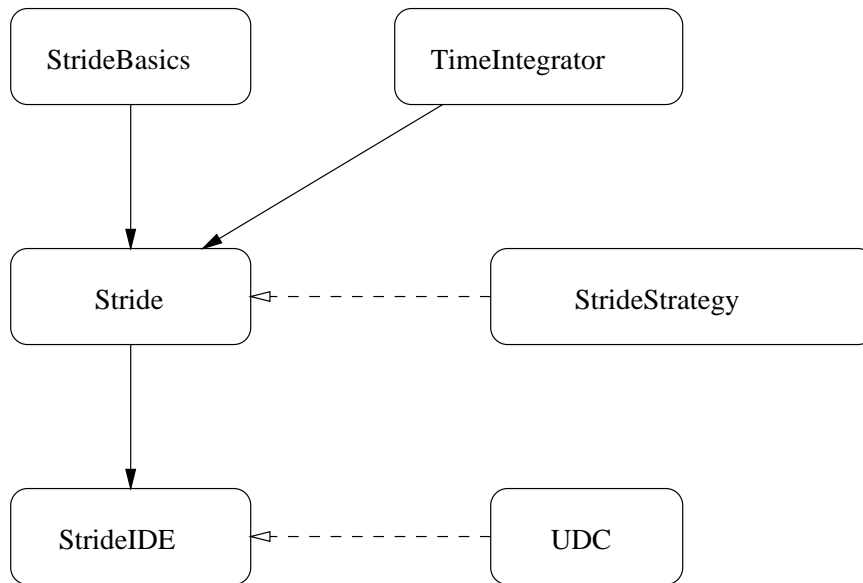 StrideBasics
TimeIntegrator
Stride
StrideStrategy
StrideIDE
UDC